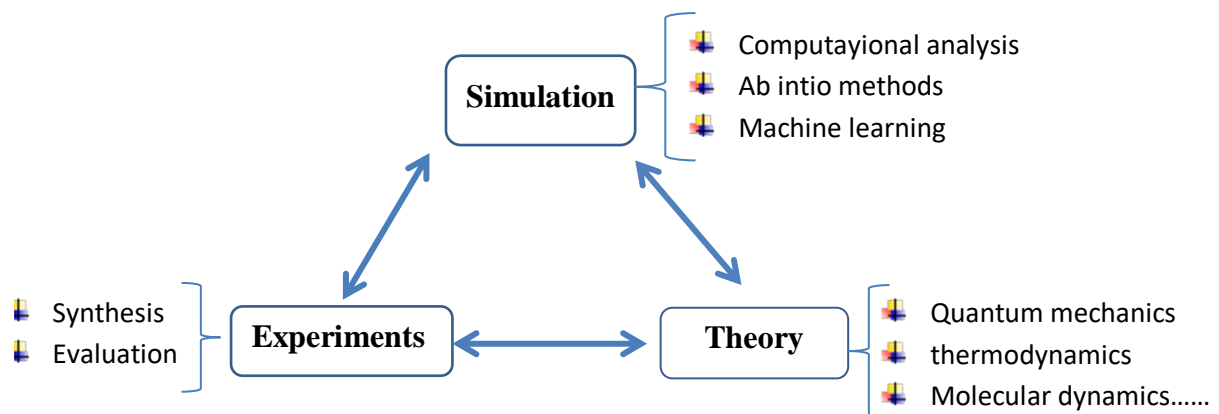 Computayional analysis
Simulation
Ab intio methods
Machine learning
Synthesis
Experiments
Evaluation
Theory
Quantum mechanics
thermodynamics
Molecular dynamics......